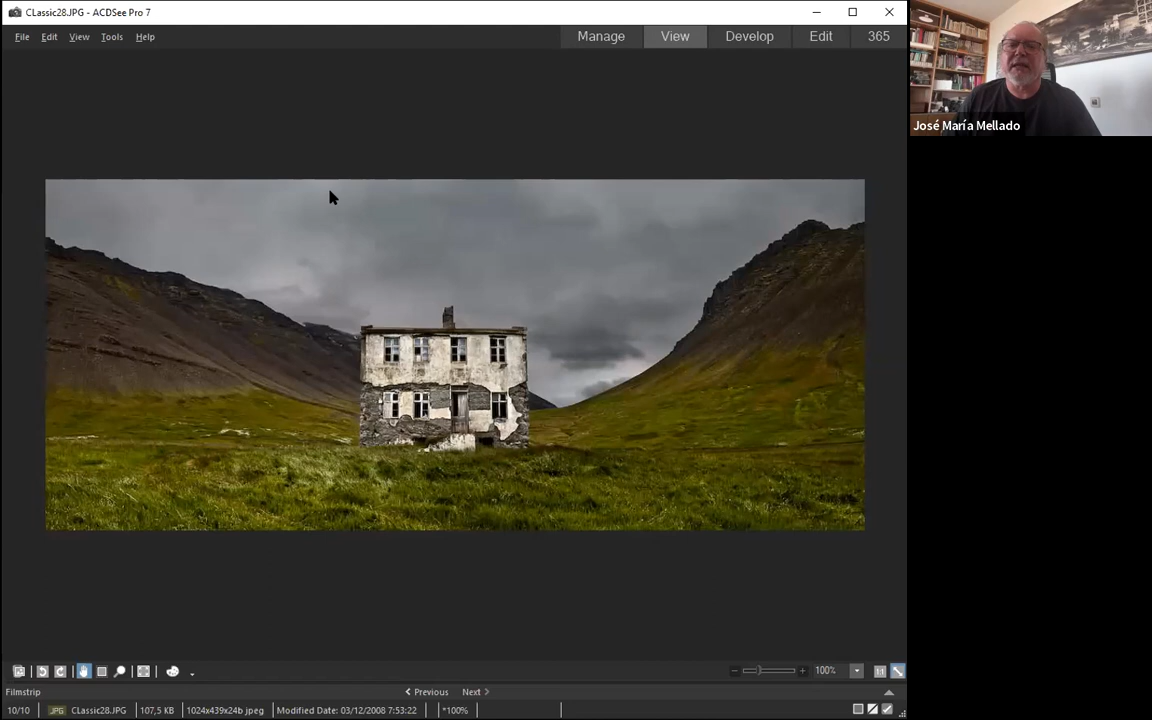 CLassic28.JPG - ACDSee Pro 7
File Edit View Tools Help
Manage View Develop Edit 365
José María Mellado
100%
Filmstrip
Previous Next
10/10 JPG CLassic28.JPG 107,5 KB 1024x439x24b jpeg Modified Date: 03/12/2008 7:53:22 *100%